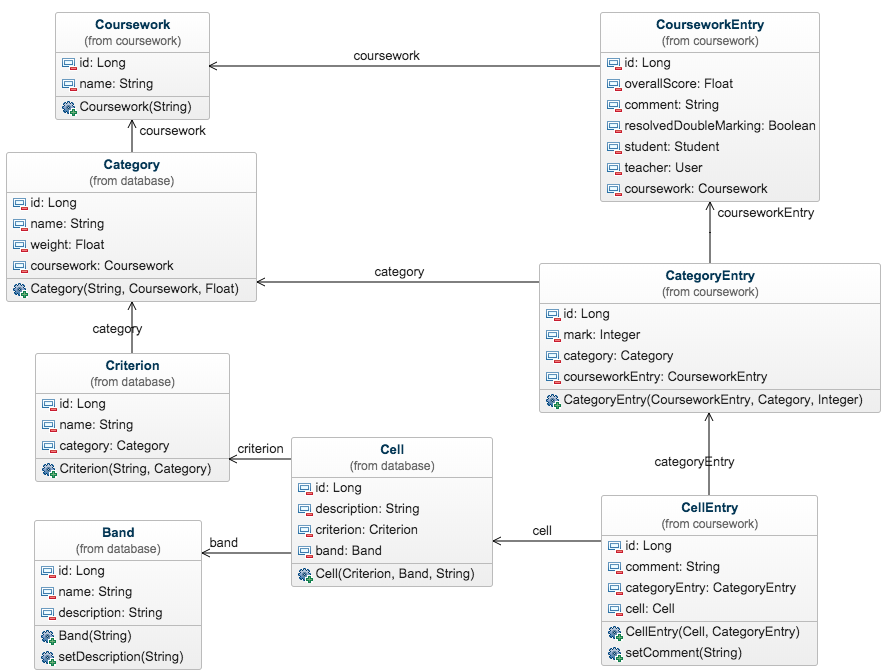 Coursework
(from coursework)
id: Long
name: String
Coursework(String)
coursework
CourseworkEntry
(from coursework)
id: Long
overallScore: Float
comment: String
resolvedDoubleMarking: Boolean
student: Student
teacher: User
coursework: Coursework
coursework
courseworkEntry
Category
(from database)
id: Long
name: String
weight: Float
coursework: Coursework
Category(String, Coursework, Float)
category
CategoryEntry
(from coursework)
id: Long
mark: Integer
category: Category
courseworkEntry: CourseworkEntry
CategoryEntry(CourseworkEntry, Category, Integer)
category
Criterion
(from database)
id: Long
name: String
category: Category
Criterion(String, Category)
criterion
Cell
(from database)
id: Long
description: String
criterion: Criterion
band: Band
Cell(Criterion, Band, String)
categoryEntry
cell
CellEntry
(from coursework)
id: Long
comment: String
categoryEntry: CategoryEntry
cell: Cell
CellEntry(Cell, CategoryEntry)
setComment(String)
band
Band
(from database)
id: Long
name: String
description: String
Band(String)
setDescription(String)